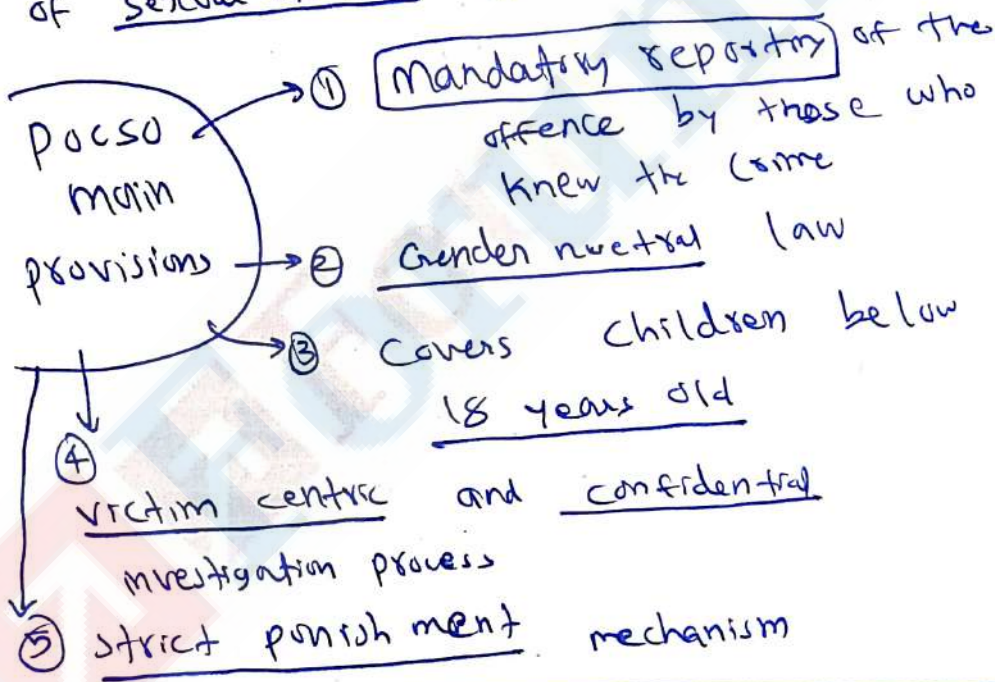 of
POCSO
main
provisions
① Mandatory reporting of the
offence by those who
knew the crime
② Gender nuetral law
③ Covers children below
18 years old
④
victim centric and confidential
investigation process
⑤ strict punishment mechanism